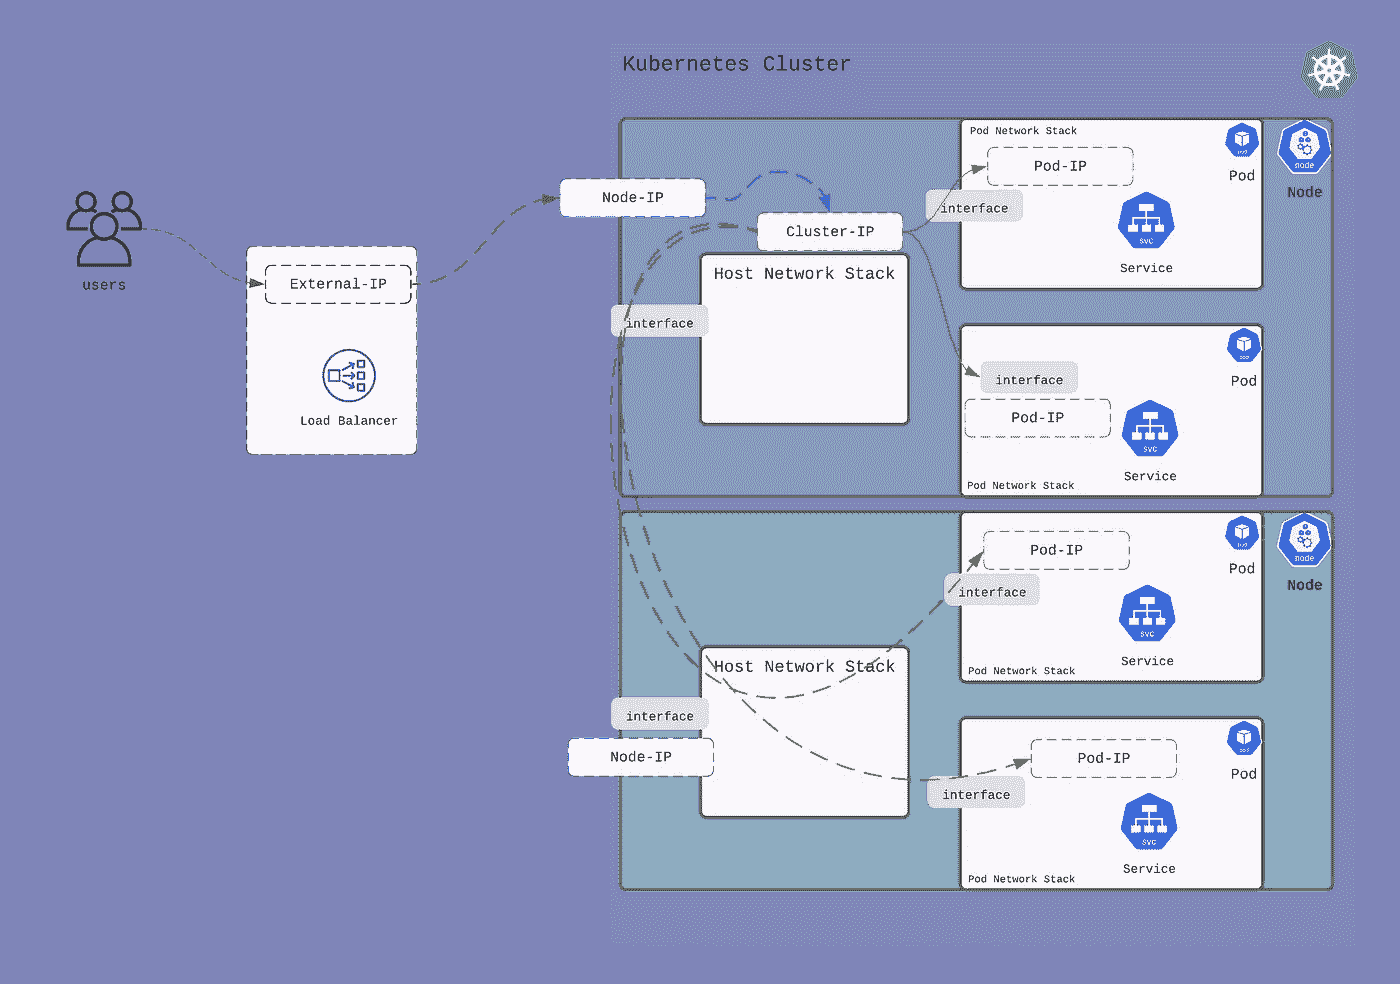 Kubernetes Cluster
Pod Network Stack
Pod-IP
Pod
node
Node
Node-IP
interface
Cluster-IP
svc
Service
Host Network Stack
users
External-IP
interface
Load Balancer
Pod
interface
Pod-IP
svc
Service
Pod Network Stack
Pod-IP
Pod
node
Node
interface
svc
Service
Host Network Stack
Pod Network Stack
interface
Node-IP
Pod-IP
Pod
interface
svc
Service
Pod Network Stack